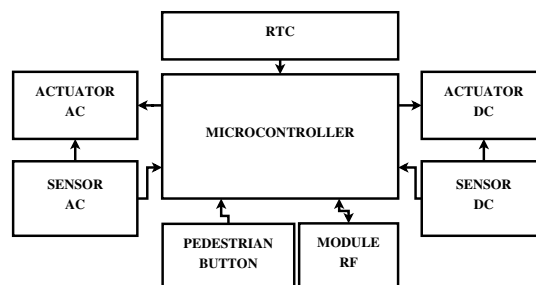 RTC
ACTUATOR
AC
MICROCONTROLLER
ACTUATOR
DC
SENSOR
AC
SENSOR
DC
PEDESTRIAN
BUTTON
MODULE
RF